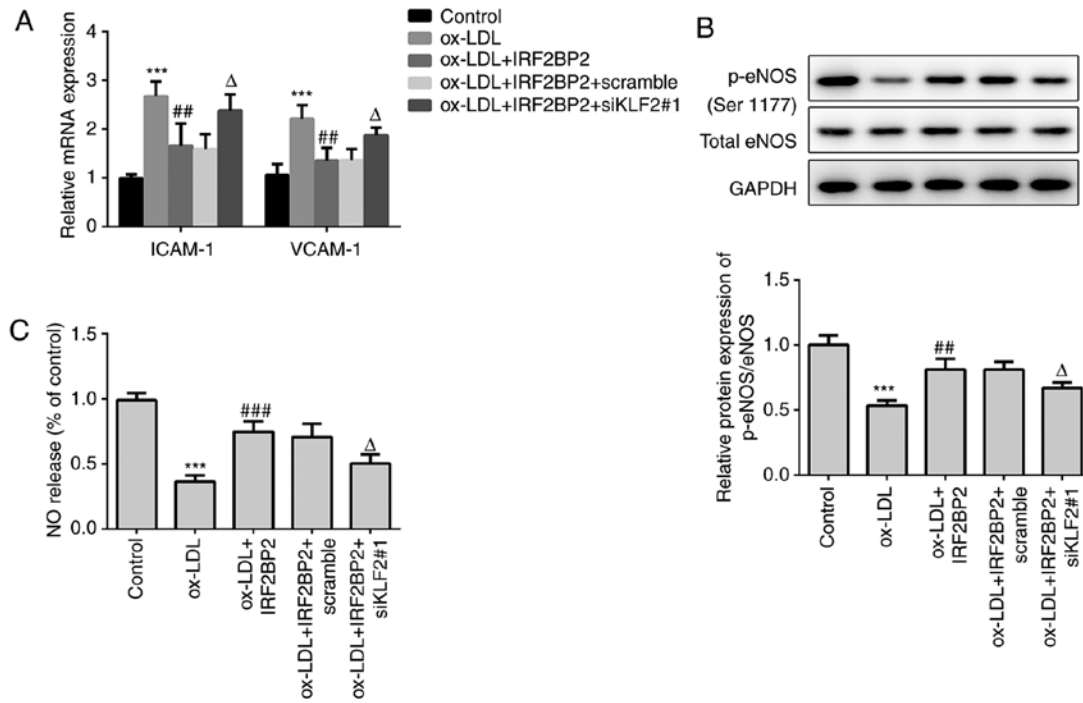 A
Relative mRNA expression
4
3
2
1
0
***
##
Δ
***
##
Δ
ICAM-1
VCAM-1
Control
ox-LDL
ox-LDL+IRF2BP2
ox-LDL+IRF2BP2+scramble
ox-LDL+IRF2BP2+siKLF2#1
B
p-eNOS
(Ser 1177)
Total eNOS
GAPDH
Relative protein expression of
p-eNOS/eNOS
1.5
1.0
0.5
0.0
***
##
Δ
Control
ox-LDL
ox-LDL+
IRF2BP2
ox-LDL+IRF2BP2+
scramble
ox-LDL+IRF2BP2+
siKLF2#1
C
NO release (% of control)
1.5
1.0
0.5
0.0
***
###
Δ
Control
ox-LDL
ox-LDL+
IRF2BP2
ox-LDL+IRF2BP2+
scramble
ox-LDL+IRF2BP2+
siKLF2#1